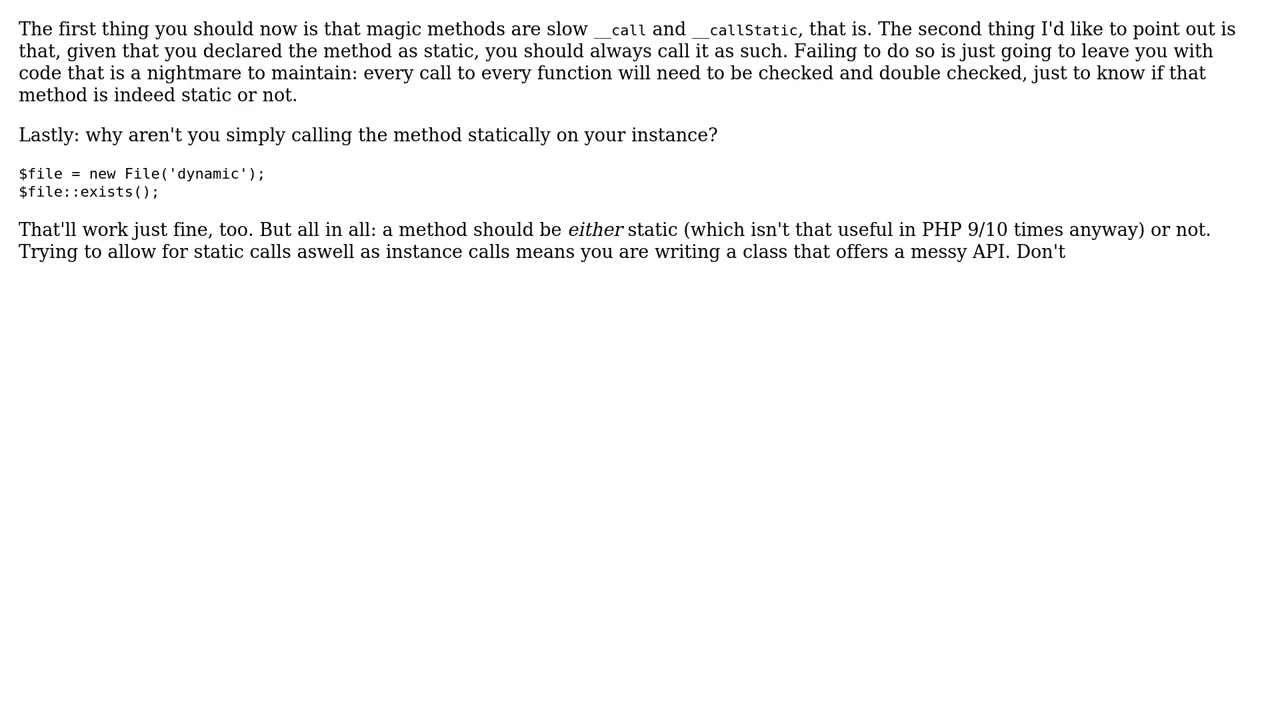 The first thing you should now is that magic methods are slow __call and __callStatic, that is. The second thing I'd like to point out is
that, given that you declared the method as static, you should always call it as such. Failing to do so is just going to leave you with
code that is a nightmare to maintain: every call to every function will need to be checked and double checked, just to know if that
method is indeed static or not.
Lastly: why aren't you simply calling the method statically on your instance?
$file = new File('dynamic');
$file::exists();
That'll work just fine, too. But all in all: a method should be either static (which isn't that useful in PHP 9/10 times anyway) or not.
Trying to allow for static calls aswell as instance calls means you are writing a class that offers a messy API. Don't